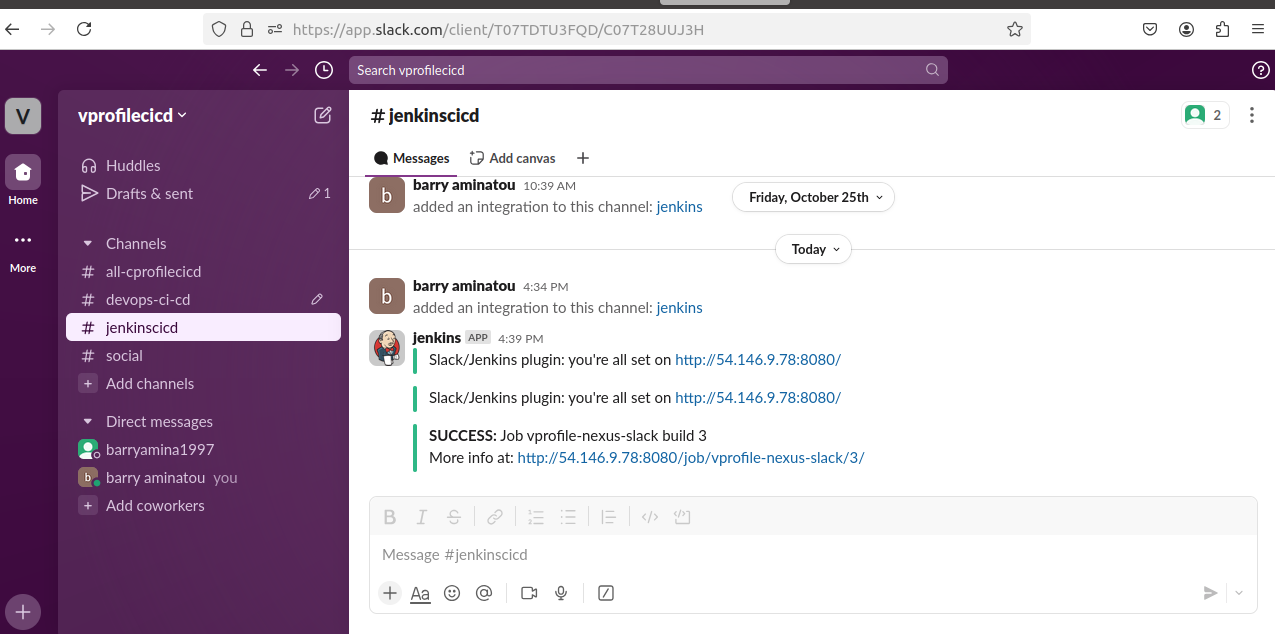 https://app.slack.com/client/T07TDTU3FQD/C07T28UUJ3H
Search vprofilecicd
V
Home
More
vprofilecicd
Huddles
Drafts & sent
1
Channels
# all-cprofilecicd
# devops-ci-cd
# jenkinscicd
# social
+ Add channels
Direct messages
barryamina1997
b barry aminatou you
+ Add coworkers
# jenkinscicd
2
Messages Add canvas +
b
barry aminatou 10:39 AM
added an integration to this channel: jenkins
Friday, October 25th
Today
b
barry aminatou 4:34 PM
added an integration to this channel: jenkins
jenkins APP 4:39 PM
Slack/Jenkins plugin: you're all set on http://54.146.9.78:8080/
Slack/Jenkins plugin: you're all set on http://54.146.9.78:8080/
SUCCESS: Job vprofile-nexus-slack build 3
More info at: http://54.146.9.78:8080/job/vprofile-nexus-slack/3/
B I S
Message #jenkinscicd
+ Aa @